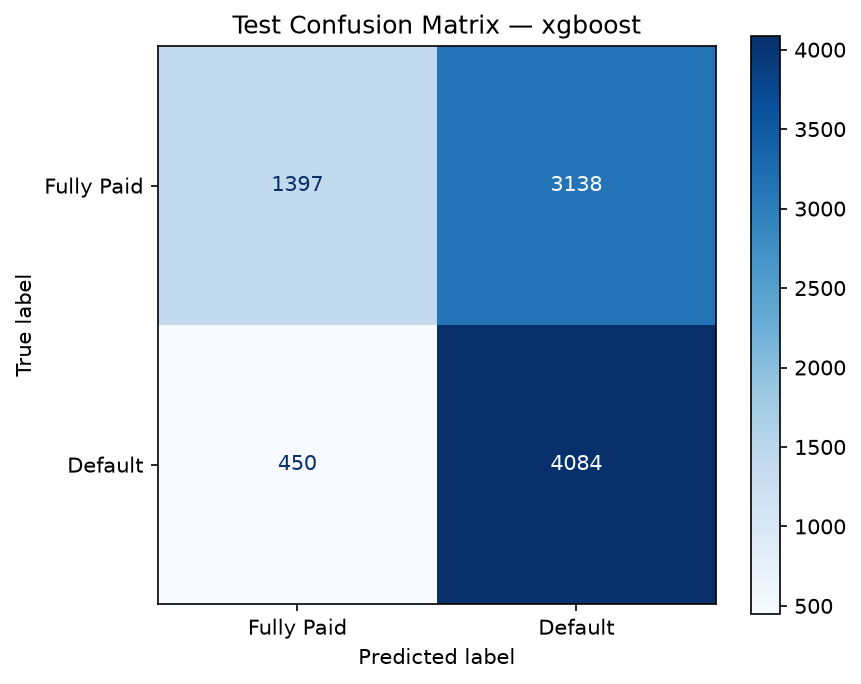 Test Confusion Matrix — xgboost
Fully Paid
1397
3138
Default
450
4084
Fully Paid
Default
Predicted label
True label
4000
3500
3000
2500
2000
1500
1000
500